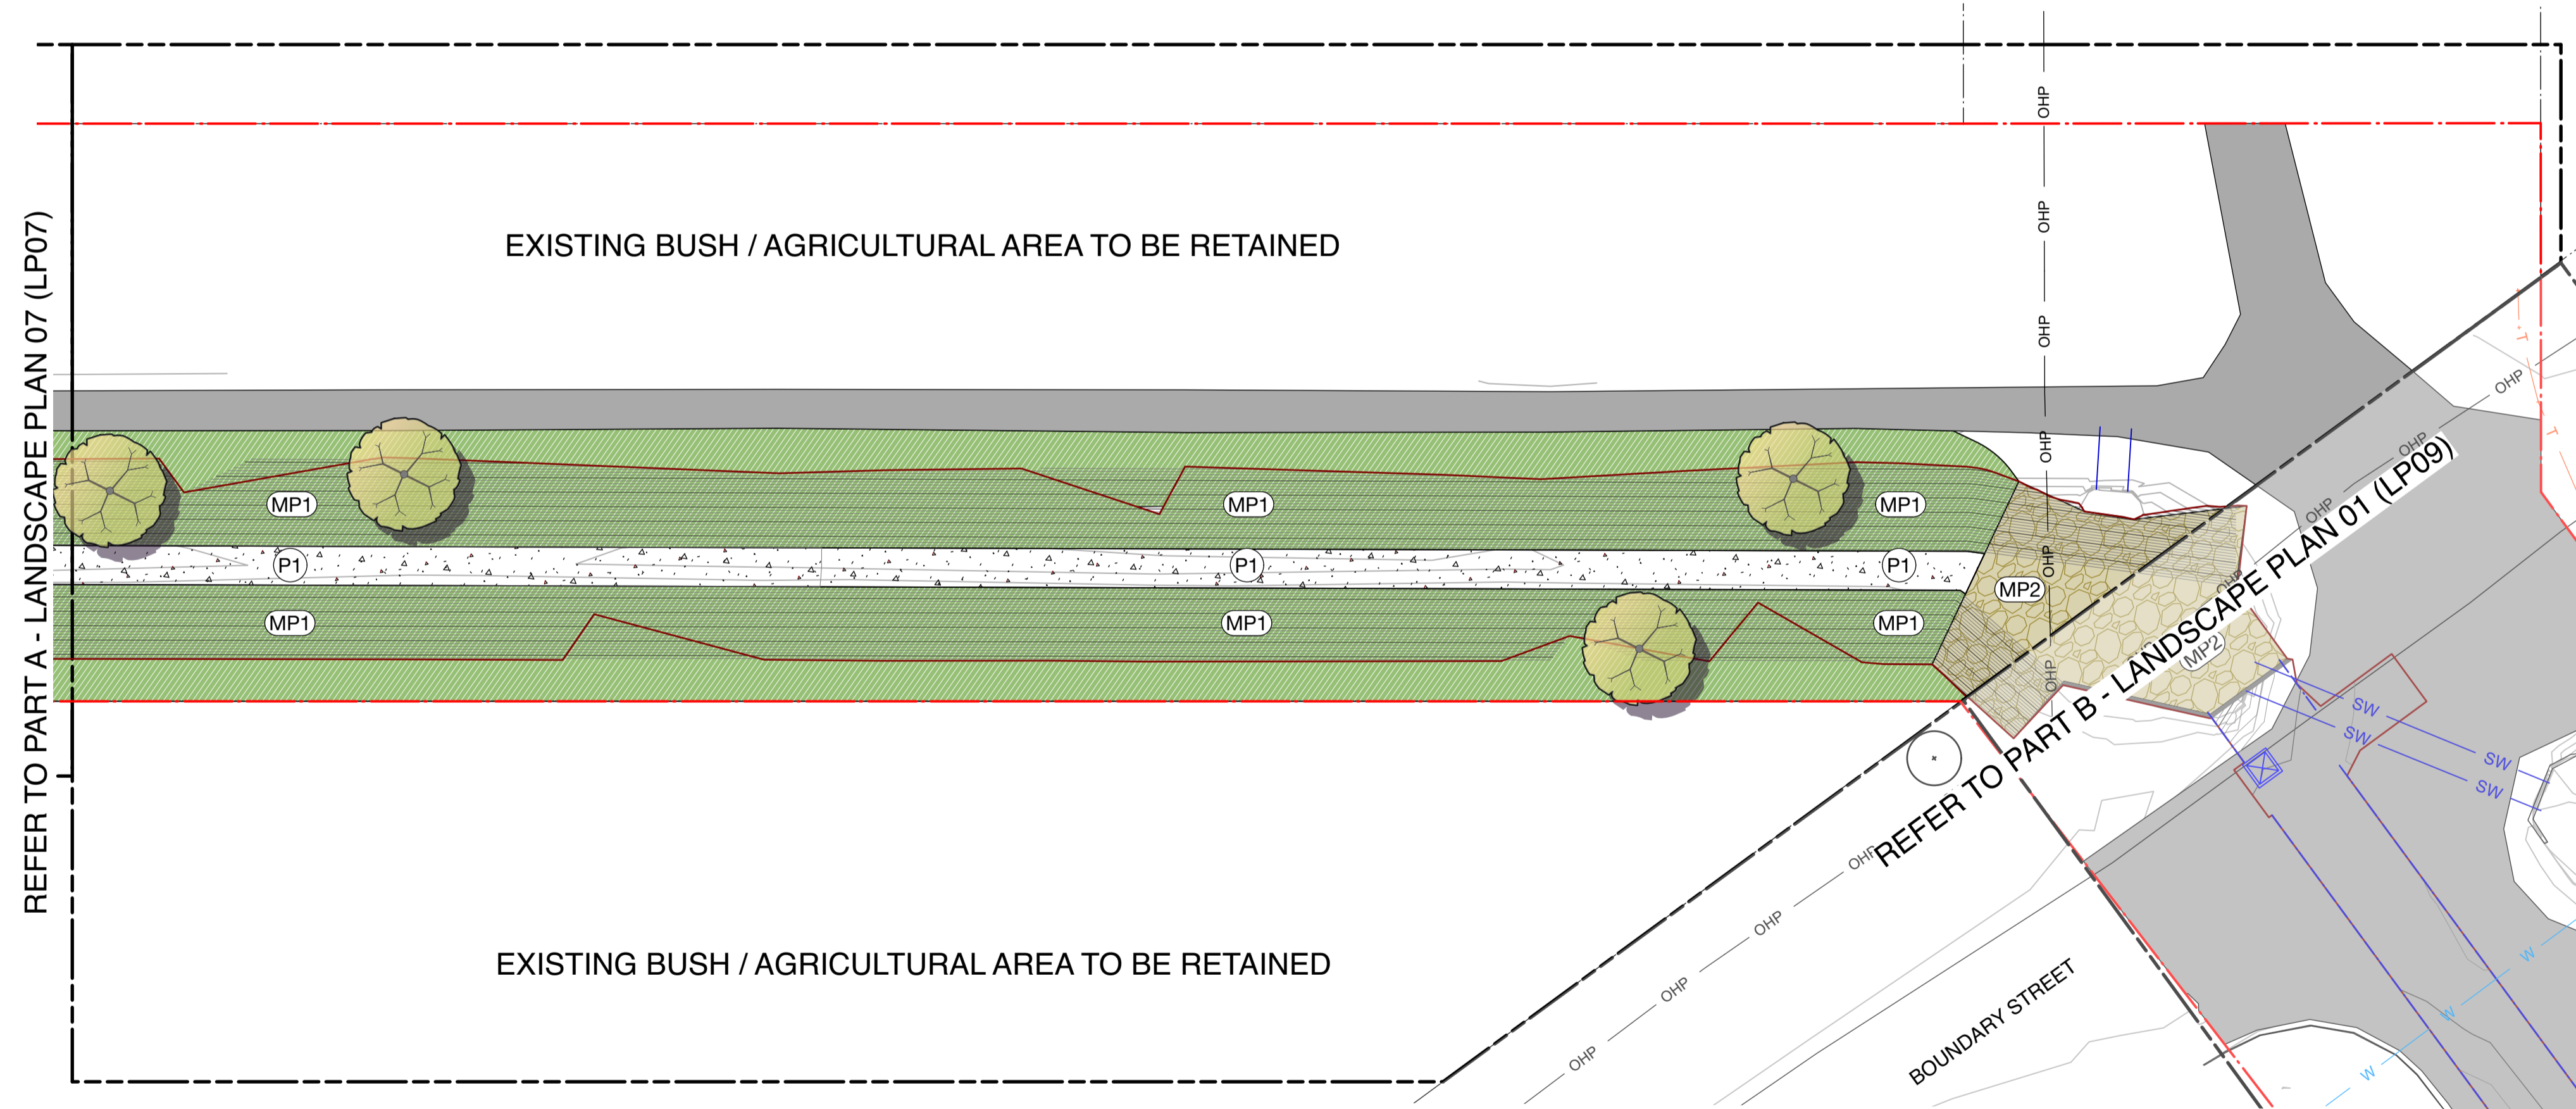 OHP
OHP
REFER TO PART A - LANDSCAPE PLAN 07 (LP07)
EXISTING BUSH / AGRICULTURAL AREA TO BE RETAINED
OHP
T
OHP
T
OHP
OHP
OHP
MP1
MP1
MP1
OHP
P1
P1
P1
OHP
OHP
MP2
MP1
MP1
MP1
MP2
OHP
REFER TO PART B - LANDSCAPE PLAN 01 (LP09)
SW
SW
SW
SW
OHP
OHP
EXISTING BUSH / AGRICULTURAL AREA TO BE RETAINED
OHP
OHP
BOUNDARY STREET
W
W
W